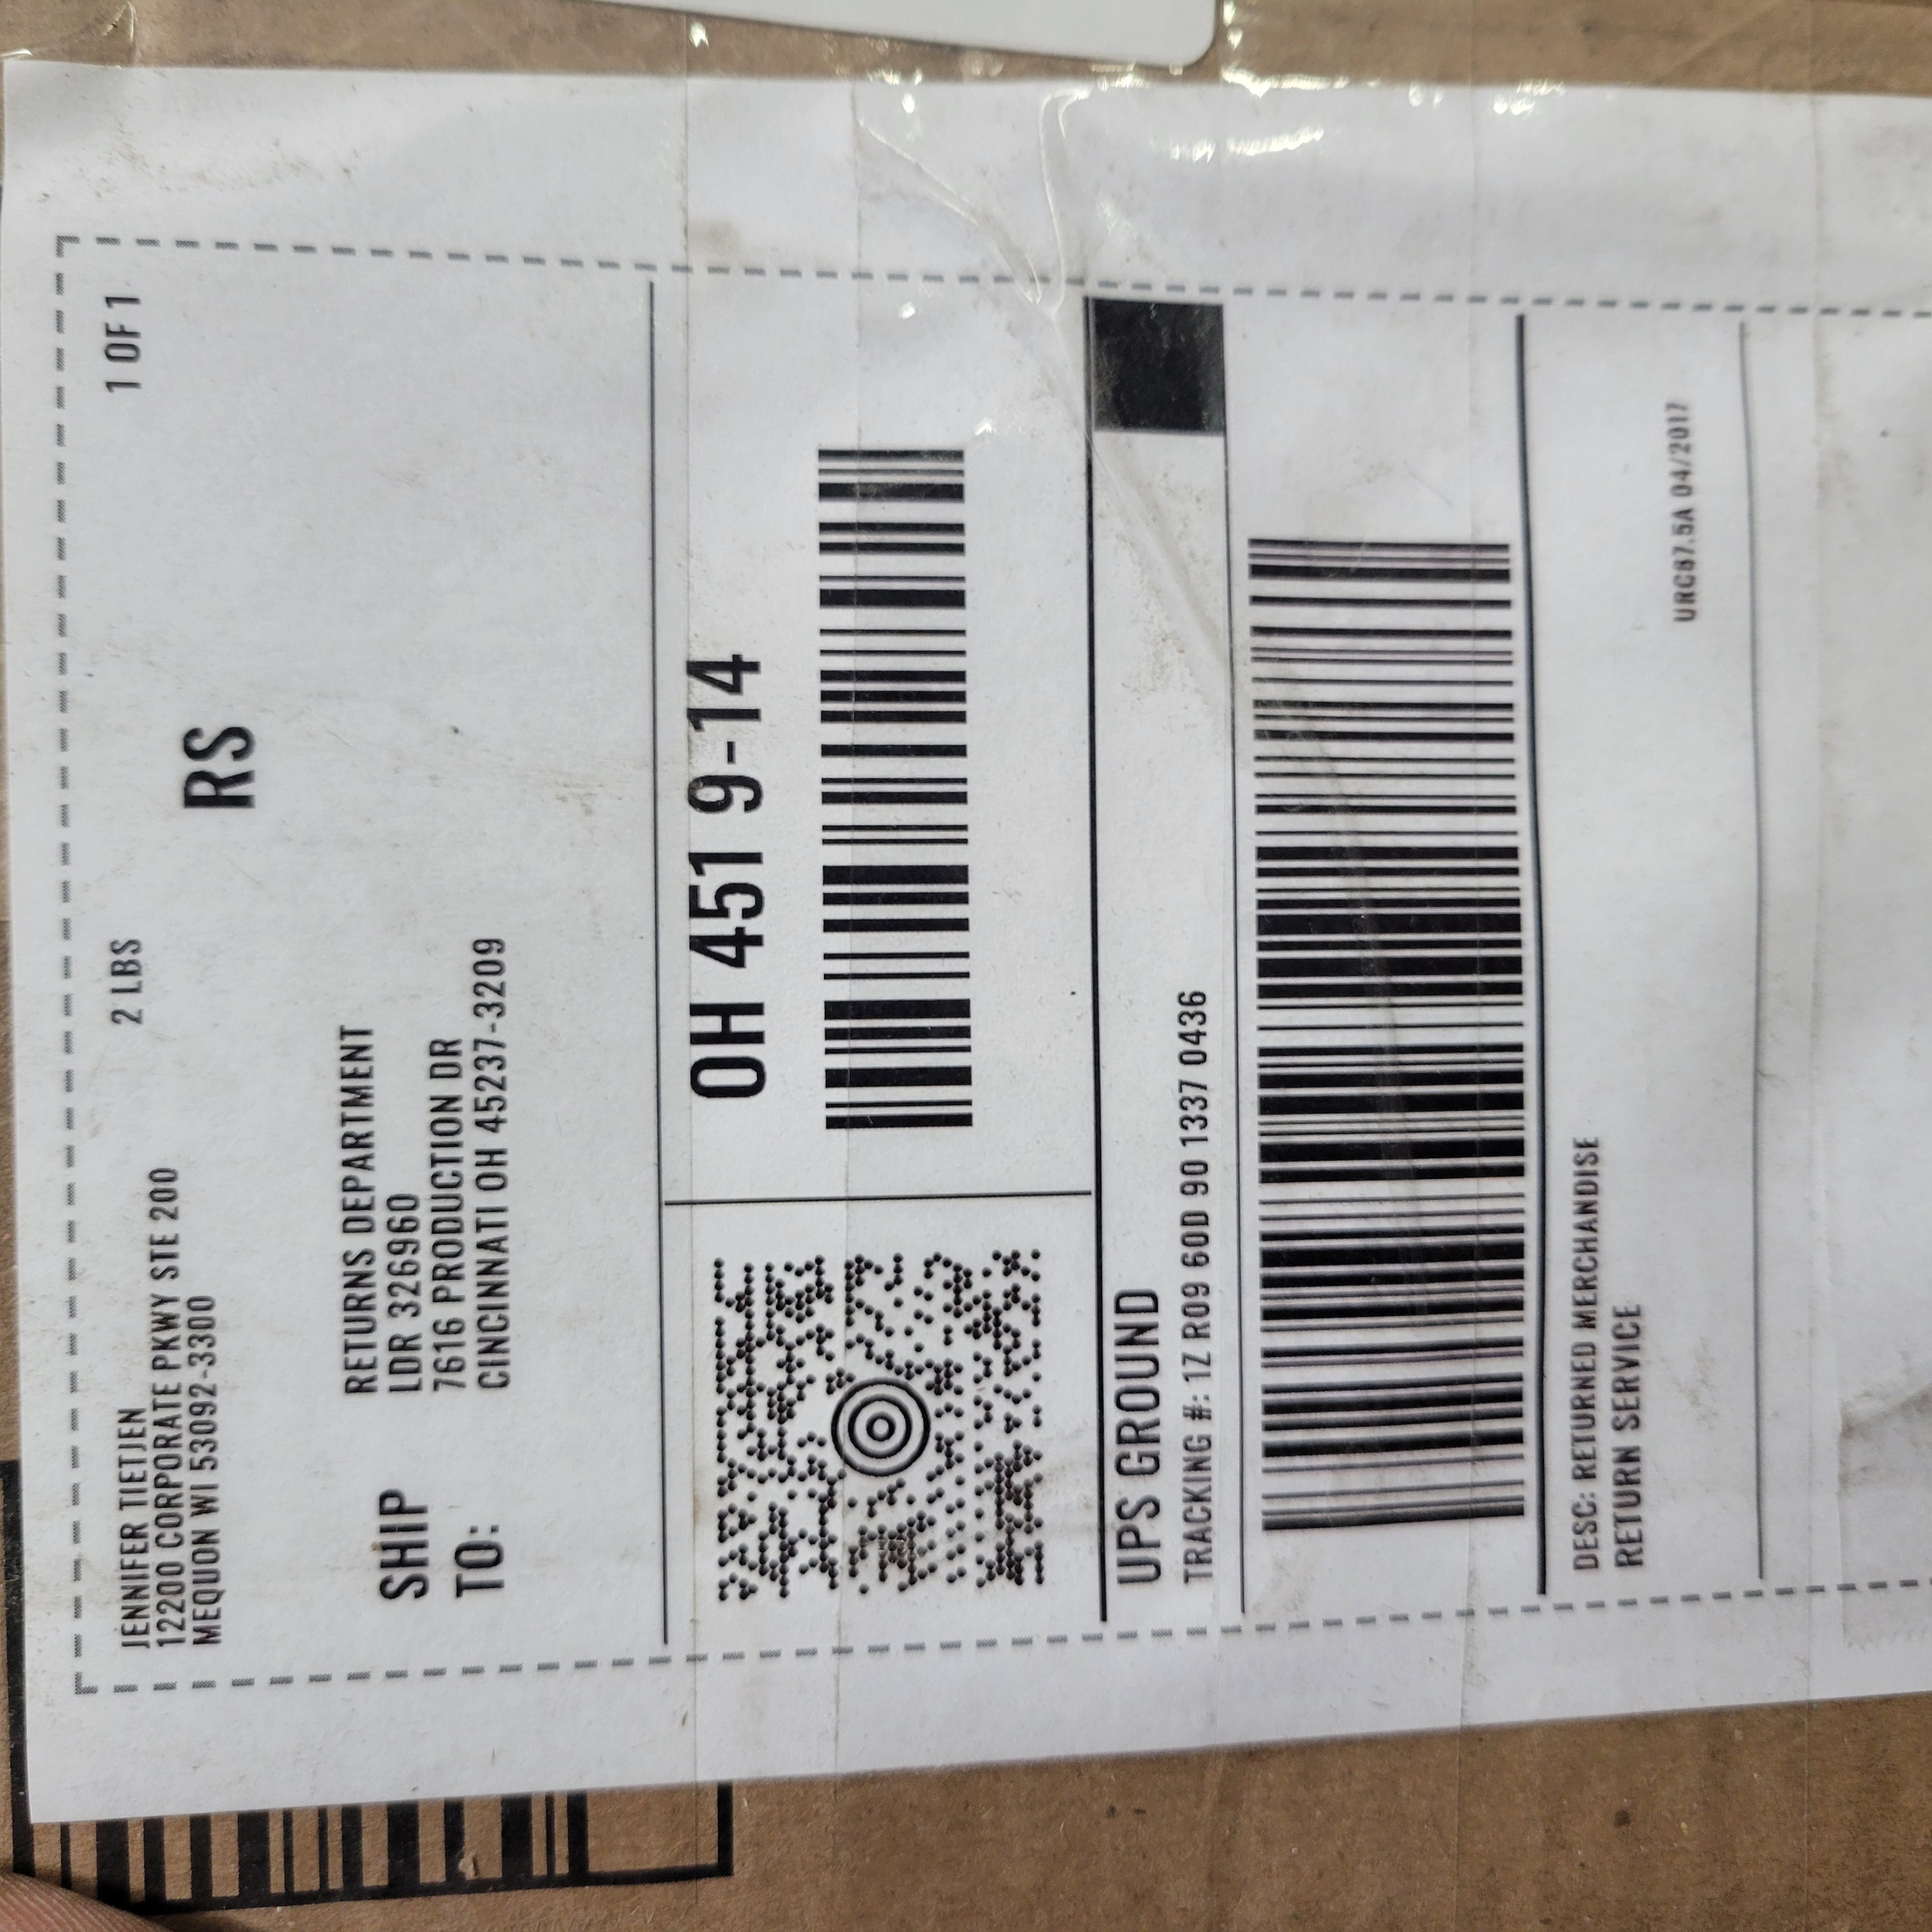 JENNIFER TIETJEN
12200 CORPORATE PKWY STE 200
MEQUON WI 53092-3300
2 LBS
1 OF 1
RS
SHIP
TO:
RETURNS DEPARTMENT
LDR 326960
7616 PRODUCTION DR
CINCINNATI OH 45237-3209
OH 451 9-14
UPS GROUND
TRACKING #: 1Z R09 60D 90 1337 0436
DESC: RETURNED MERCHANDISE
RETURN SERVICE
URC87.5A 04/2017